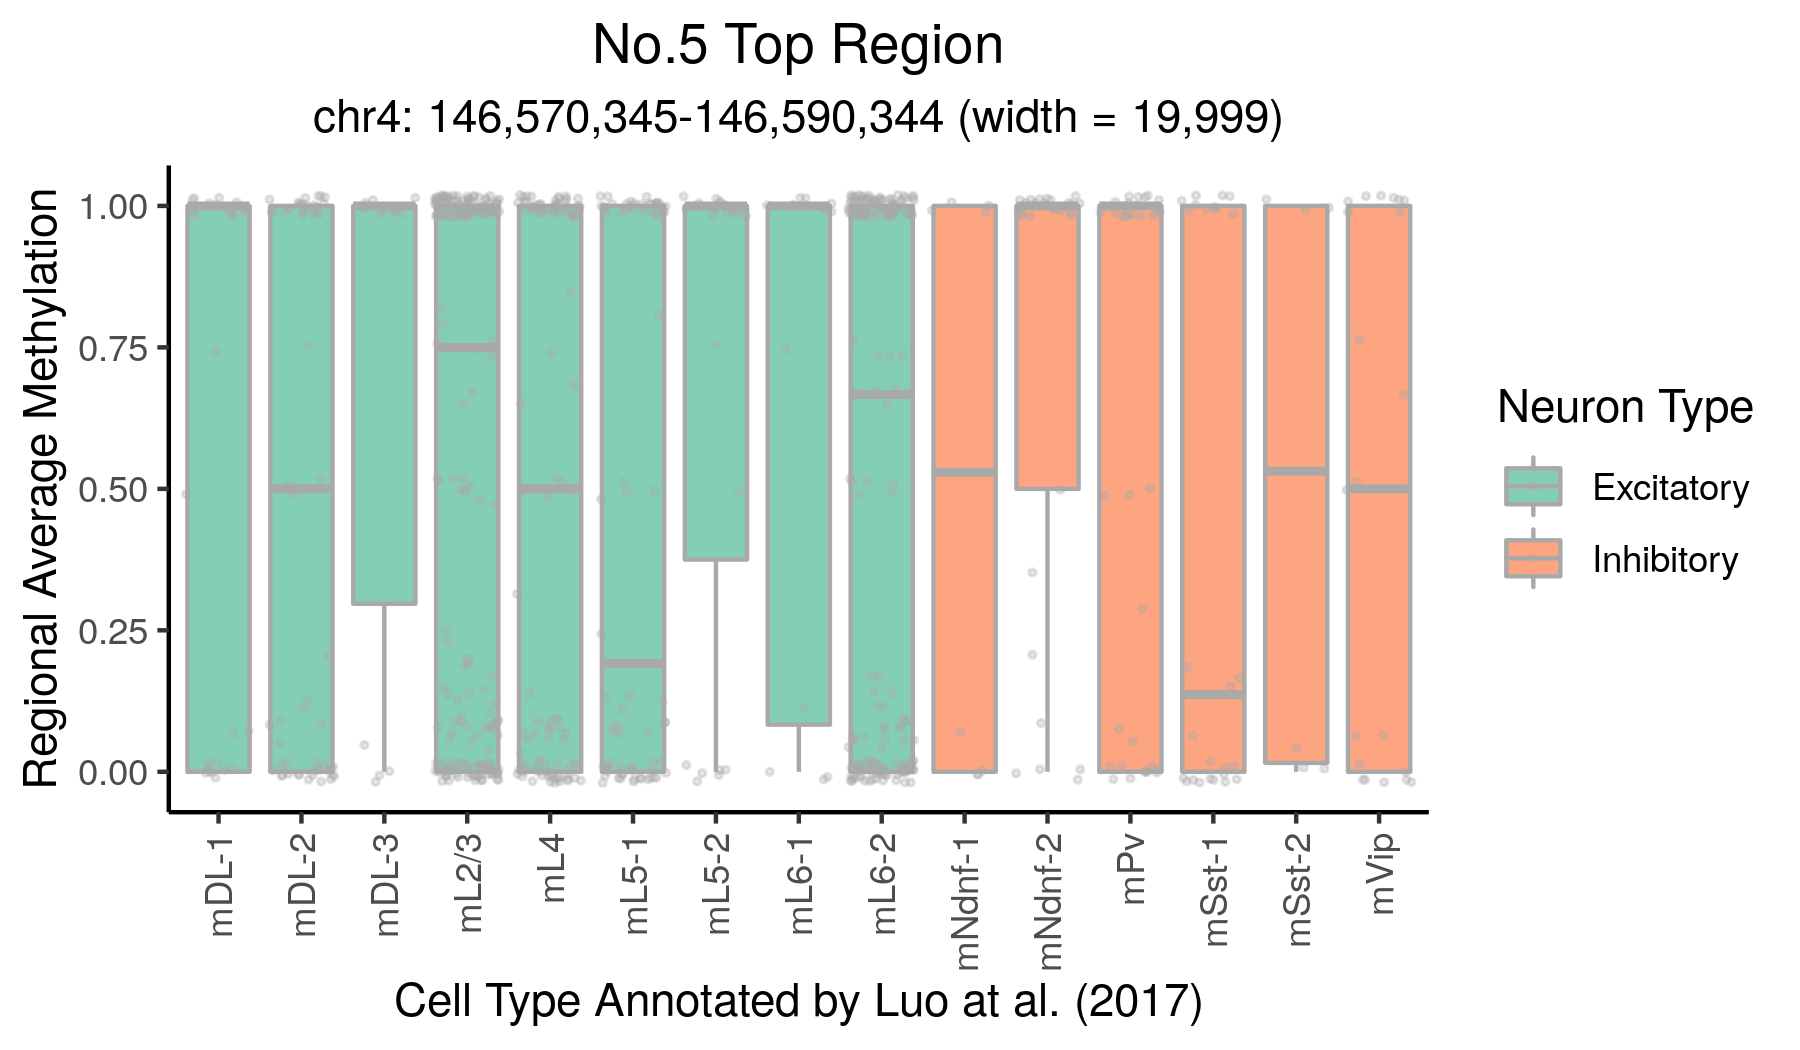 No.5 Top Region
chr4: 146,570,345-146,590,344 (width = 19,999)
Regional Average Methylation
1.00
0.75
0.50
0.25
0.00
mDL-1
mDL-2
mDL-3
mL2/3
mL4
mL5-1
mL5-2
mL6-1
mL6-2
mNdnf-1
mNdnf-2
mPv
mSst-1
mSst-2
mVip
Cell Type Annotated by Luo at al. (2017)
Neuron Type
Excitatory
Inhibitory